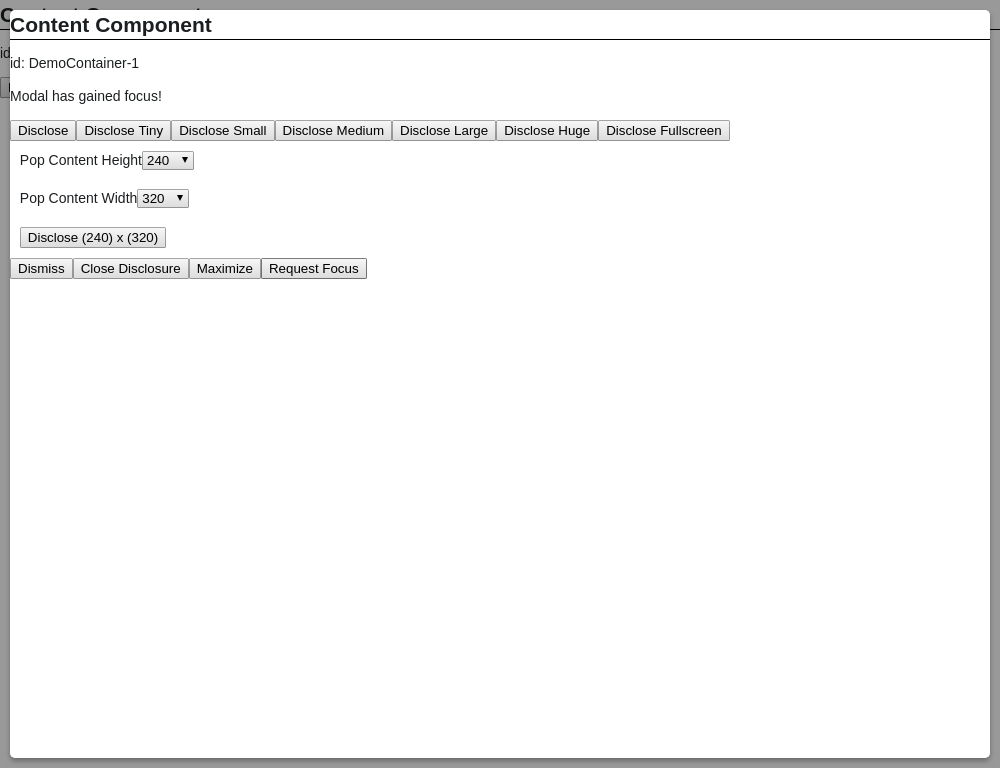 Content Component
id: DemoContainer-1
Modal has gained focus!
Disclose Disclose Tiny Disclose Small Disclose Medium Disclose Large Disclose Huge Disclose Fullscreen
Pop Content Height 240
Pop Content Width 320
Disclose (240) x (320)
Dismiss Close Disclosure Maximize Request Focus